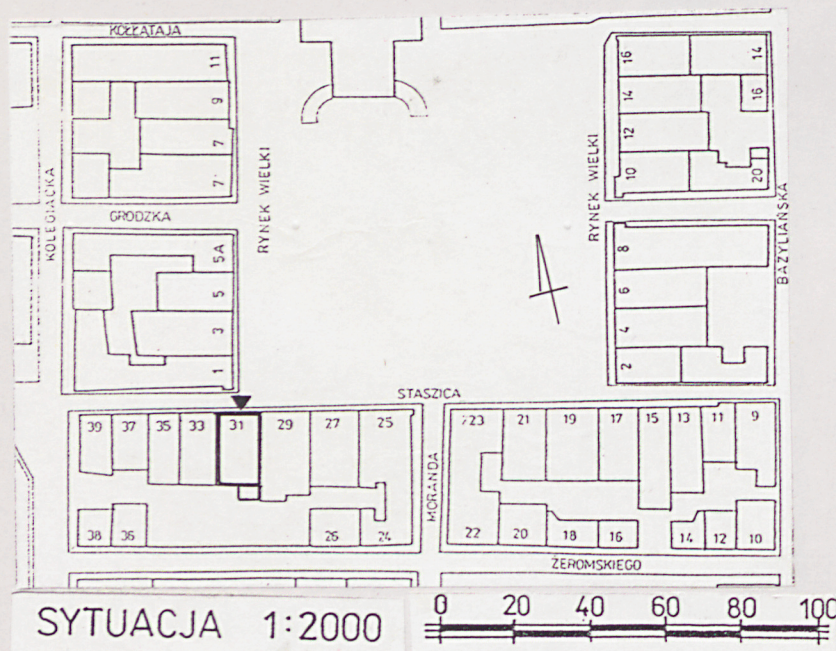 KOŁŁATAJA
11
9
7
7
KOLEGIACKA
RYNEK WIELKI
GRODZKA
5A
5
3
1
16
14
14
16
12
10
20
RYNEK WIELKI
BAZYLIAŃSKA
8
6
4
2
STASZICA
39 37 35 33 31 29 27 25
MORANDA
23 21 19 17 15 13 11 9
38 36 26 24
22 20 18 16 14 12 10
ŻEROMSKIEGO
SYTUACJA 1:2000
0 20 40 60 80 100